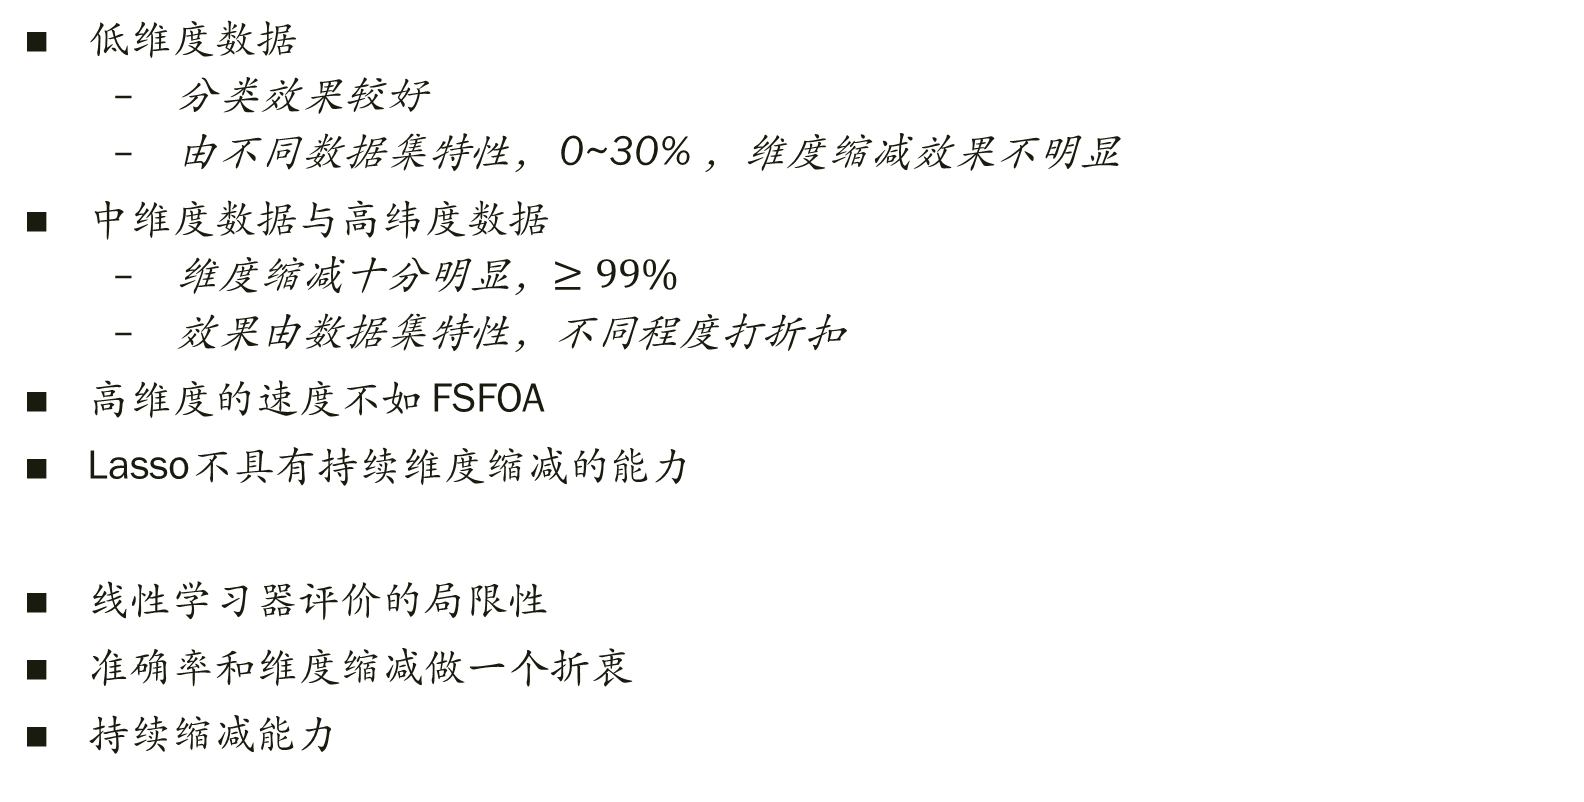 ■ 低维度数据
– 分类效果较好
– 由不同数据集特性，0~30%，维度缩减效果不明显
■ 中维度数据与高纬度数据
– 维度缩减十分明显，≥ 99%
– 效果由数据集特性，不同程度打折扣
■ 高维度的速度不如 FSFOA
■ Lasso不具有持续维度缩减的能力
■ 线性学习器评价的局限性
■ 准确率和维度缩减做一个折衷
■ 持续缩减能力